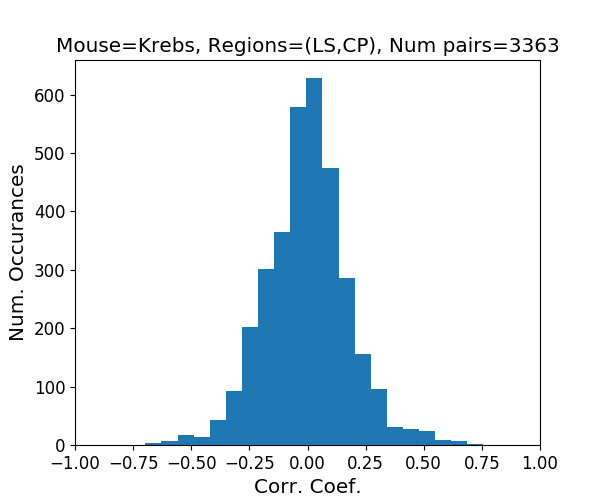 Mouse=Krebs, Regions=(LS,CP), Num pairs=3363
600
500
400
300
200
100
0
Num. Occurances
−1.00 −0.75 −0.50 −0.25 0.00 0.25 0.50 0.75 1.00
Corr. Coef.